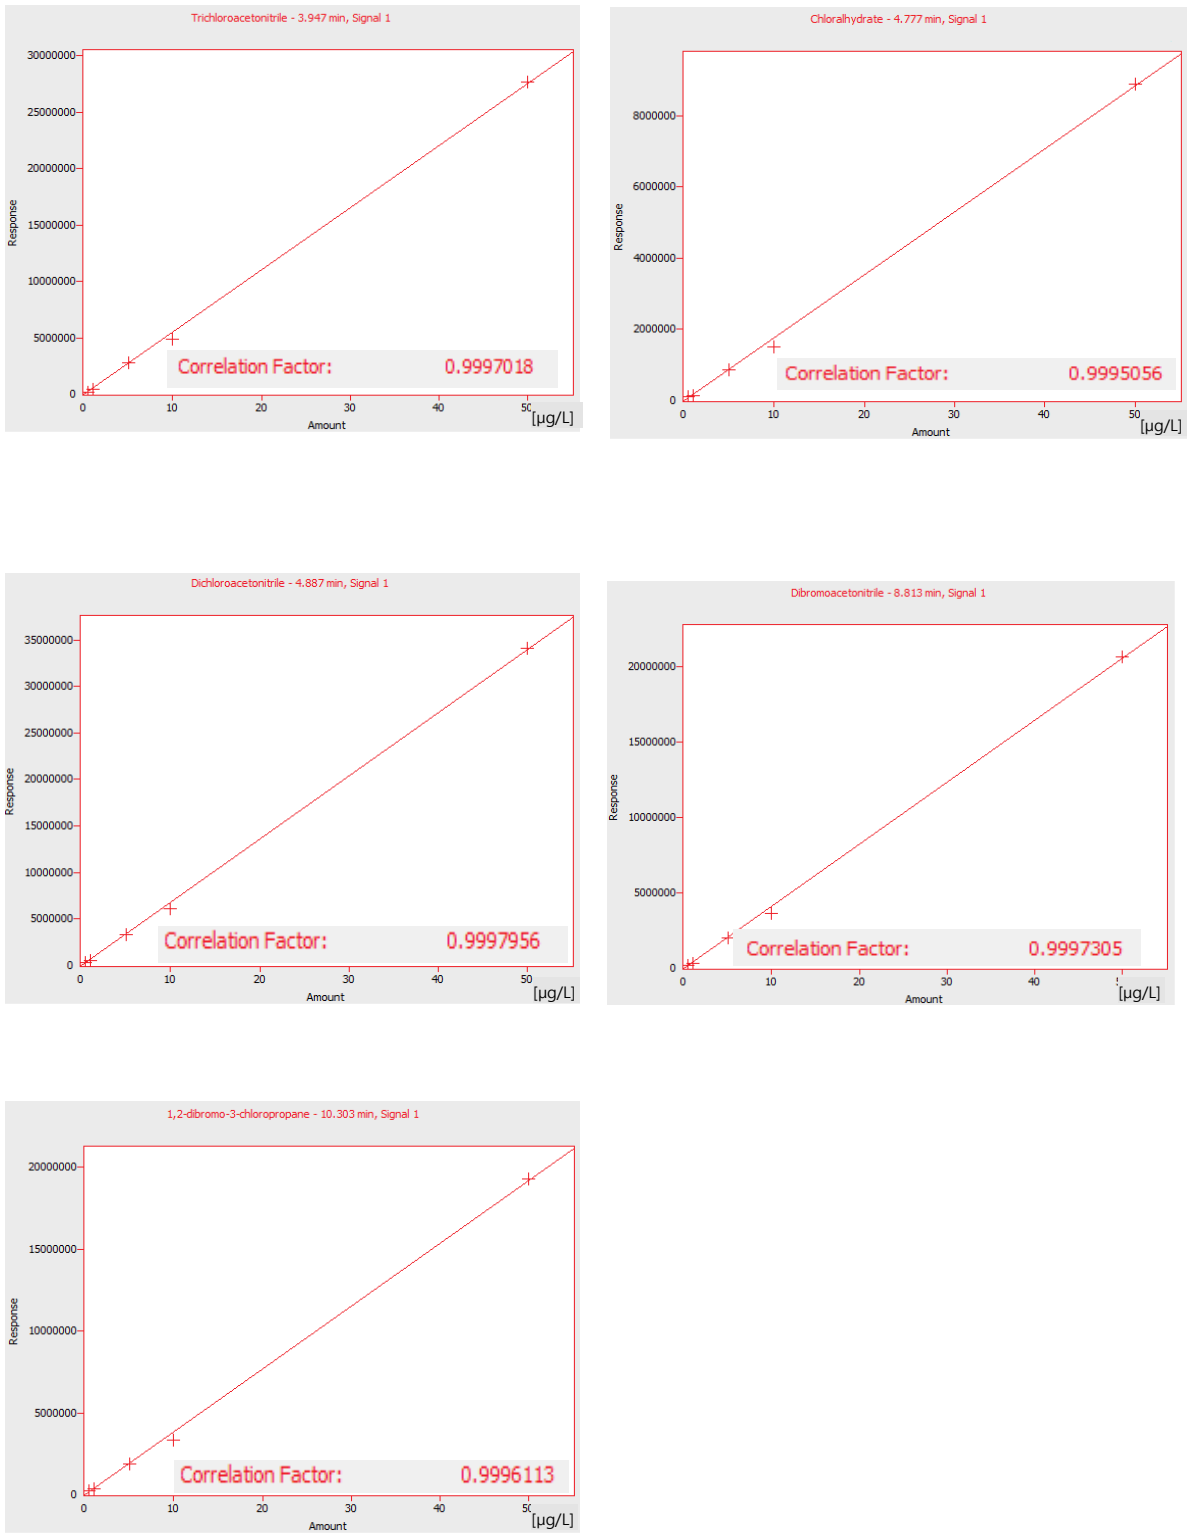 Trichloroacetonitrile - 3.947 min, Signal 1
30000000
25000000
20000000
15000000
10000000
5000000
0
Response
Correlation Factor: 0.9997018
0 10 20 30 40 50 [µg/L]
Amount
Chloralhydrate - 4.777 min, Signal 1
8000000
6000000
4000000
2000000
0
Response
Correlation Factor: 0.9995056
0 10 20 30 40 50 [µg/L]
Amount
Dichloroacetonitrile - 4.887 min, Signal 1
35000000
30000000
25000000
20000000
15000000
10000000
5000000
0
Response
Correlation Factor: 0.9997956
0 10 20 30 40 50 [µg/L]
Amount
Dibromoacetonitrile - 8.813 min, Signal 1
20000000
15000000
10000000
5000000
0
Response
Correlation Factor: 0.9997305
0 10 20 30 40 [µg/L]
Amount
1,2-dibromo-3-chloropropane - 10.303 min, Signal 1
20000000
15000000
10000000
5000000
0
Response
Correlation Factor: 0.9996113
0 10 20 30 40 50 [µg/L]
Amount